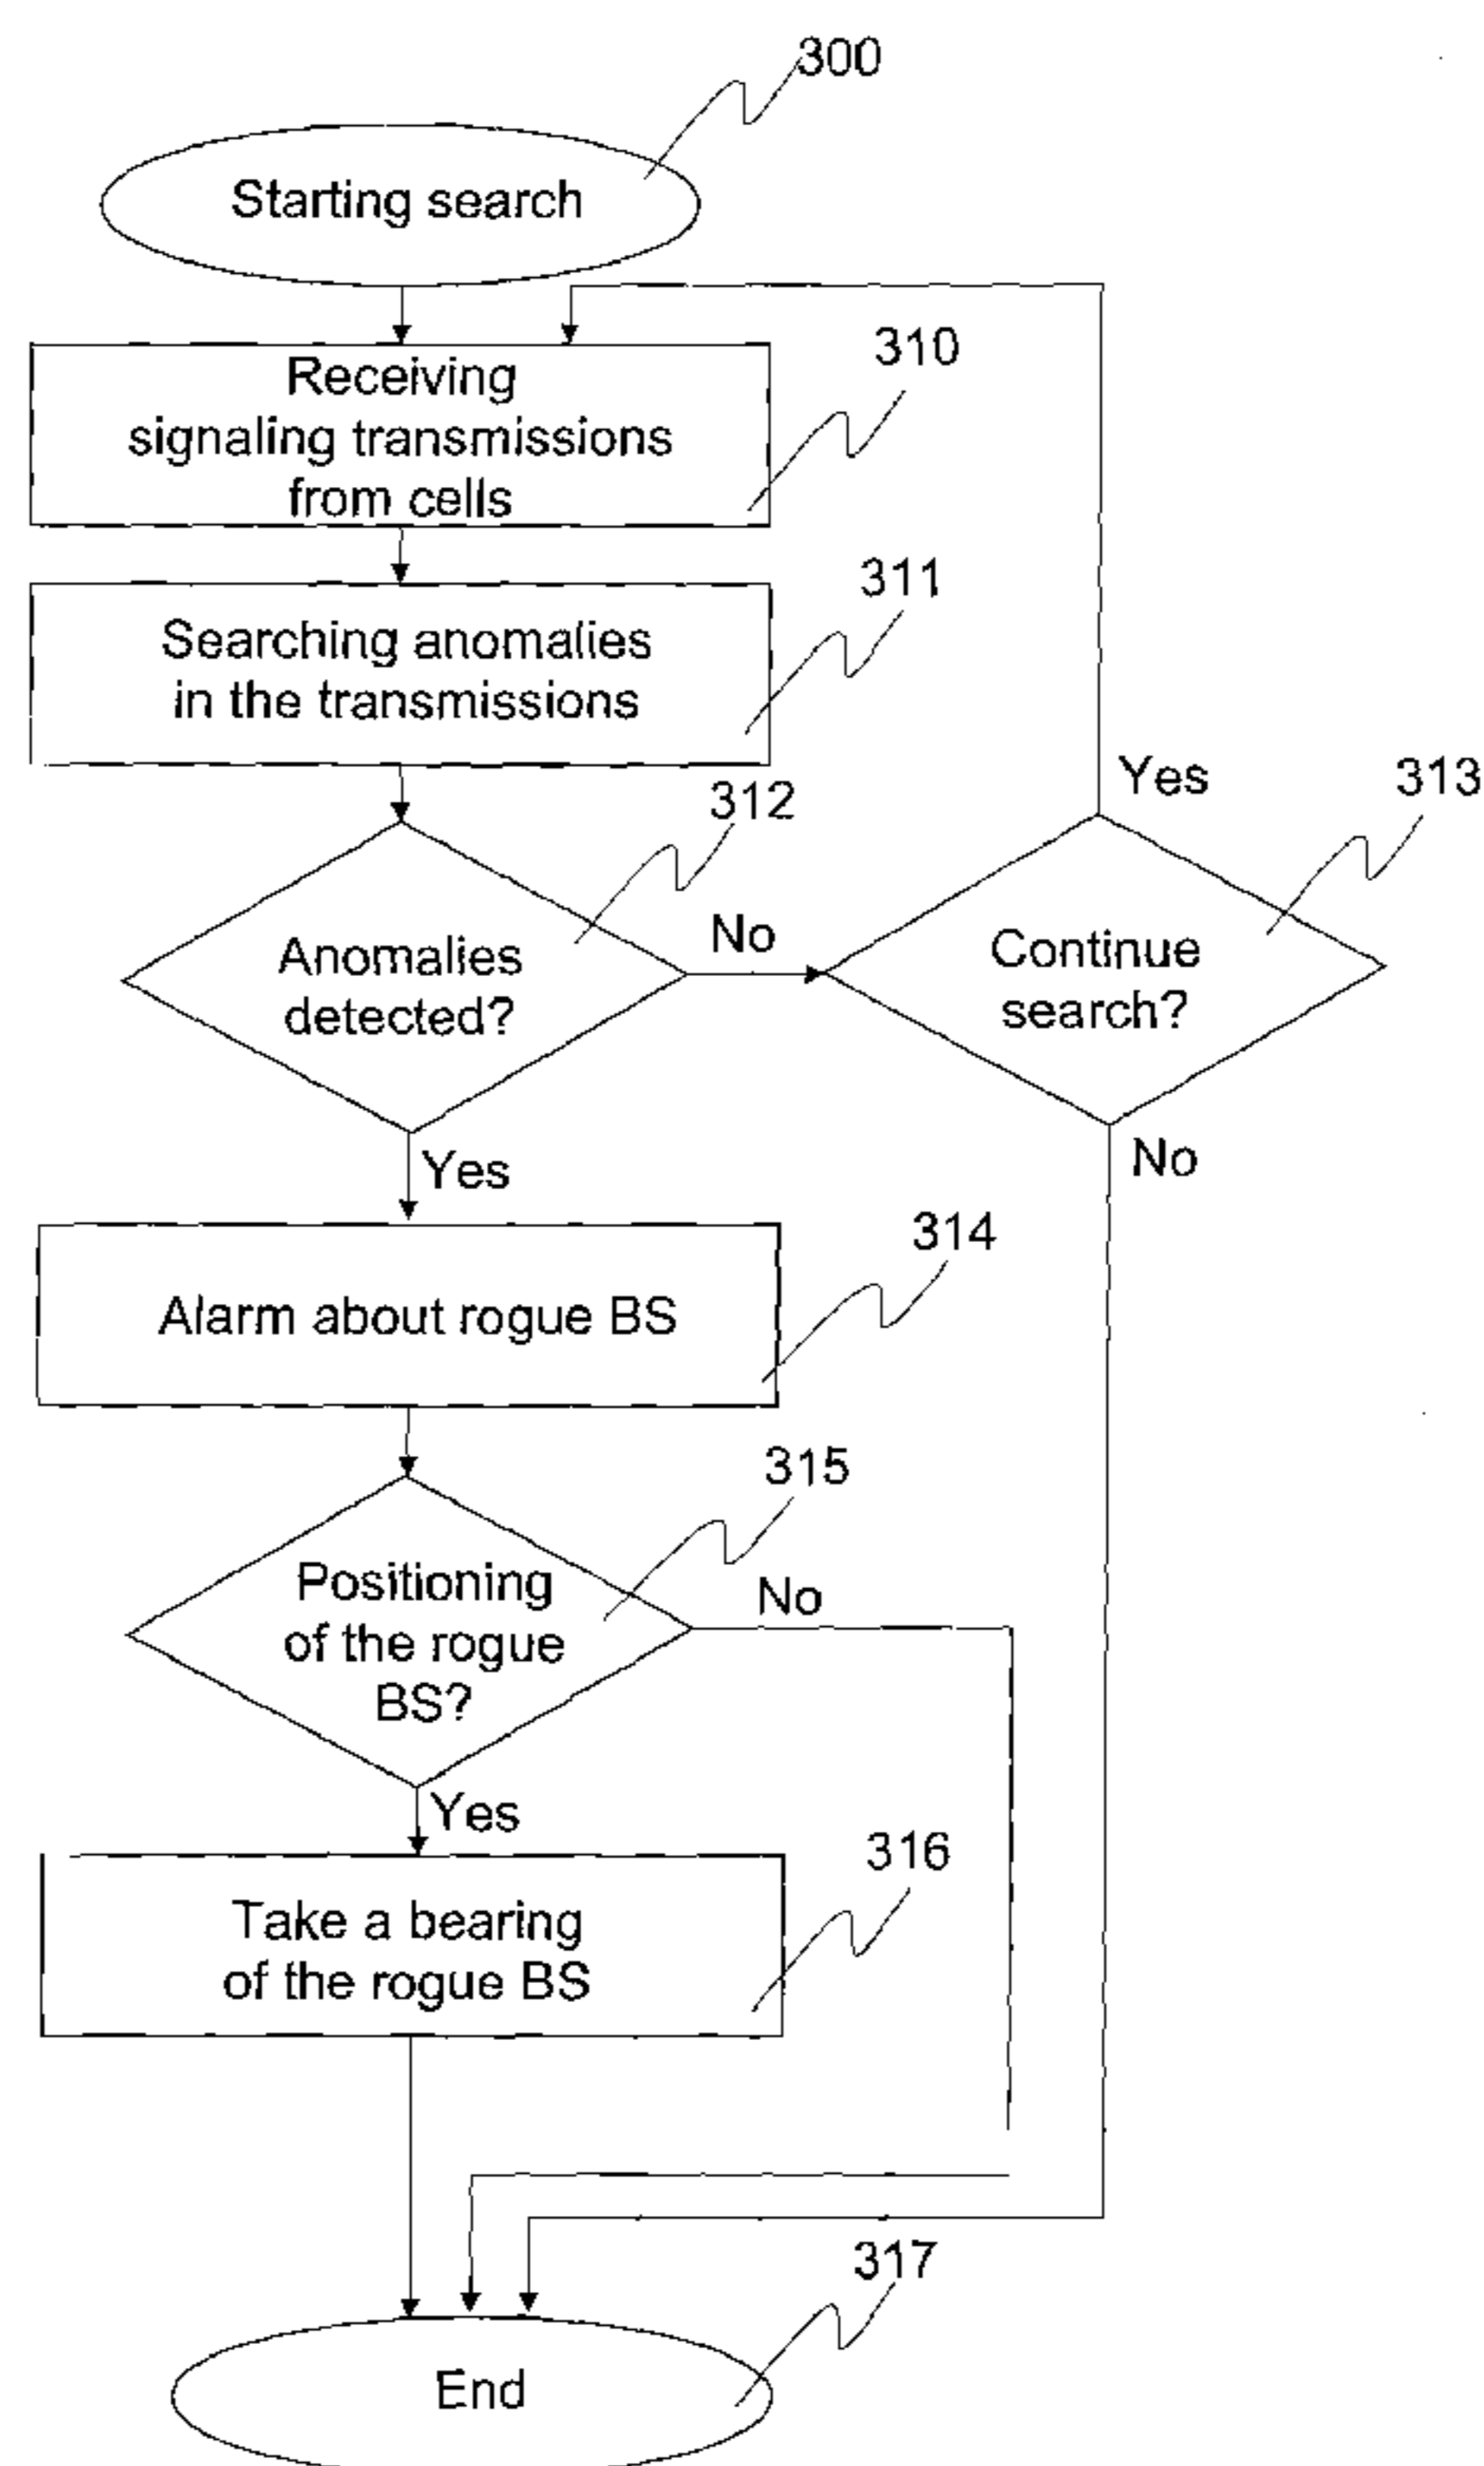 300
Starting search
310
Receiving
signaling transmissions
from cells
311
Searching anomalies
in the transmissions
312
Anomalies
detected?
No
Yes
313
Continue
search?
Yes
No
314
Alarm about rogue BS
315
Positioning
of the rogue
BS?
No
Yes
316
Take a bearing
of the rogue BS
317
End